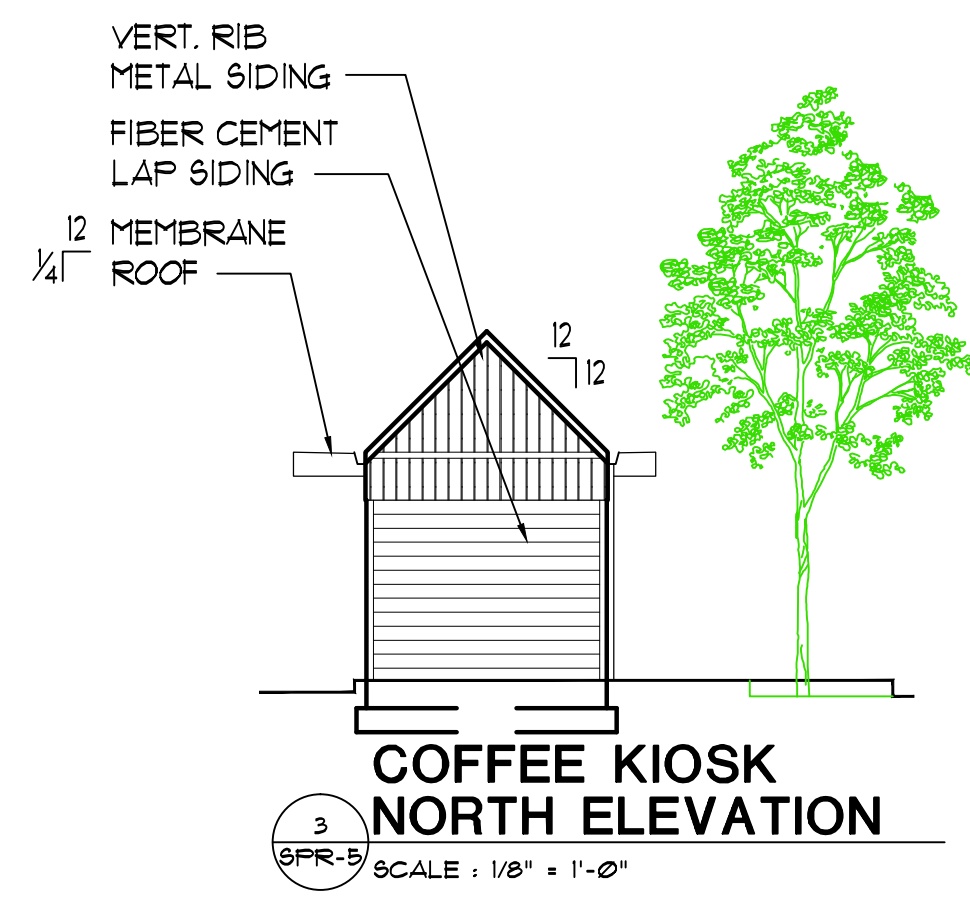 VERT. RIB
METAL SIDING
FIBER CEMENT
LAP SIDING
12
1/4
MEMBRANE
ROOF
12
12
COFFEE KIOSK
NORTH ELEVATION
3
SPR-5
SCALE : 1/8" = 1'-0"